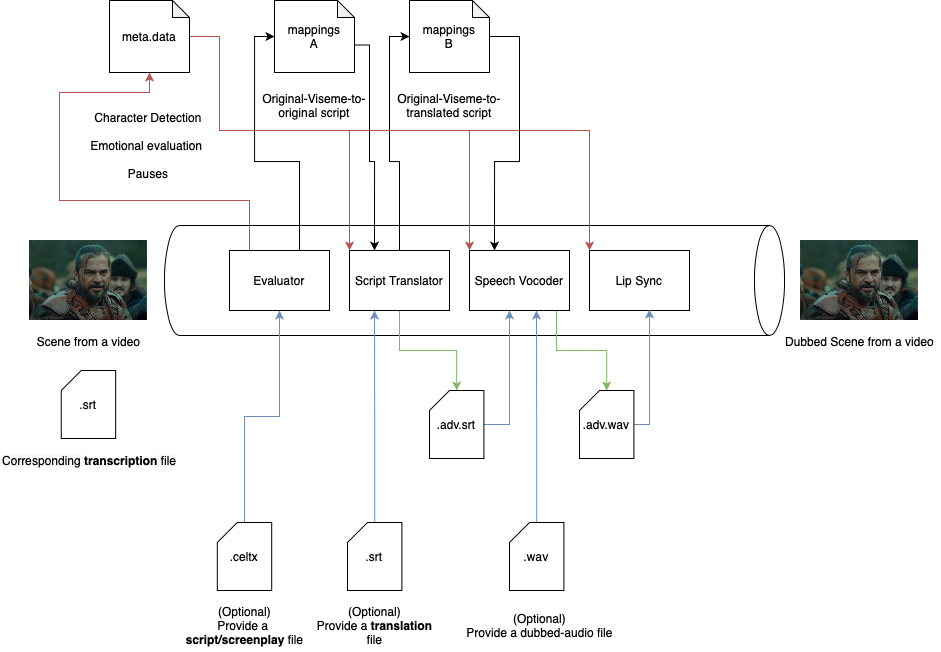 meta.data
mappings
A
mappings
B
Original-Viseme-to-
original script
Original-Viseme-to-
translated script
Character Detection
Emotional evaluation
Pauses
Evaluator
Script Translator
Speech Vocoder
Lip Sync
Scene from a video
Dubbed Scene from a video
.srt
Corresponding transcription file
.adv.srt
.adv.wav
.celtx
.srt
.wav
(Optional)
Provide a
script/screenplay file
(Optional)
Provide a translation
file
(Optional)
Provide a dubbed-audio file